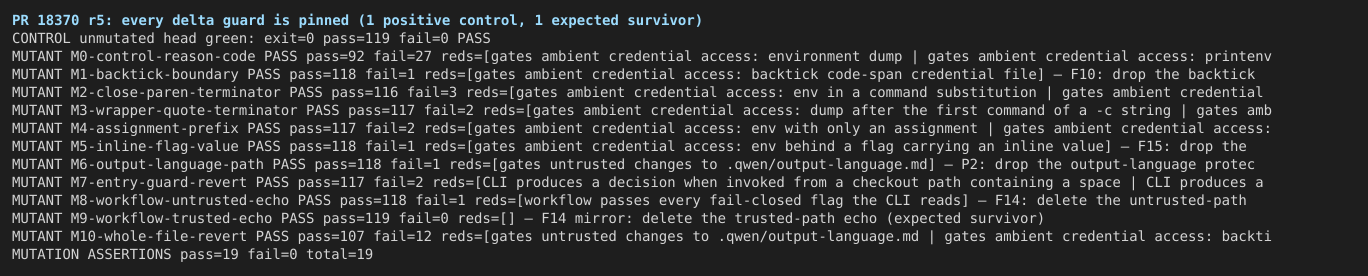 PR 18370 r5: every delta guard is pinned (1 positive control, 1 expected survivor)
CONTROL unmutated head green: exit=0 pass=119 fail=0 PASS
MUTANT M0-control-reason-code PASS pass=92 fail=27 reds=[gates ambient credential access: environment dump | gates ambient credential access: printenv
MUTANT M1-backtick-boundary PASS pass=118 fail=1 reds=[gates ambient credential access: backtick code-span credential file] — F10: drop the backtick
MUTANT M2-close-paren-terminator PASS pass=116 fail=3 reds=[gates ambient credential access: env in a command substitution | gates ambient credential
MUTANT M3-wrapper-quote-terminator PASS pass=117 fail=2 reds=[gates ambient credential access: dump after the first command of a -c string | gates amb
MUTANT M4-assignment-prefix PASS pass=117 fail=2 reds=[gates ambient credential access: env with only an assignment | gates ambient credential access:
MUTANT M5-inline-flag-value PASS pass=118 fail=1 reds=[gates ambient credential access: env behind a flag carrying an inline value] — F15: drop the
MUTANT M6-output-language-path PASS pass=118 fail=1 reds=[gates untrusted changes to .qwen/output-language.md] — P2: drop the output-language protec
MUTANT M7-entry-guard-revert PASS pass=117 fail=2 reds=[CLI produces a decision when invoked from a checkout path containing a space | CLI produces a
MUTANT M8-workflow-untrusted-echo PASS pass=118 fail=1 reds=[workflow passes every fail-closed flag the CLI reads] — F14: delete the untrusted-path
MUTANT M9-workflow-trusted-echo PASS pass=119 fail=0 reds=[] — F14 mirror: delete the trusted-path echo (expected survivor)
MUTANT M10-whole-file-revert PASS pass=107 fail=12 reds=[gates untrusted changes to .qwen/output-language.md | gates ambient credential access: backti
MUTATION ASSERTIONS pass=19 fail=0 total=19